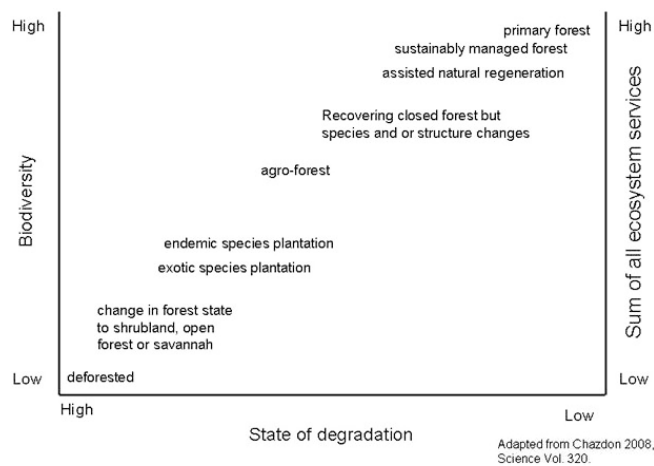 High
primary forest
High
sustainably managed forest
assisted natural regeneration
Recovering closed forest but
species and or structure changes
agro-forest
Biodiversity
Sum of all ecosystem services
endemic species plantation
exotic species plantation
change in forest state
to shrubland, open
forest or savannah
Low
deforested
Low
High
Low
State of degradation
Adapted from Chazdon 2008,
Science Vol. 320.